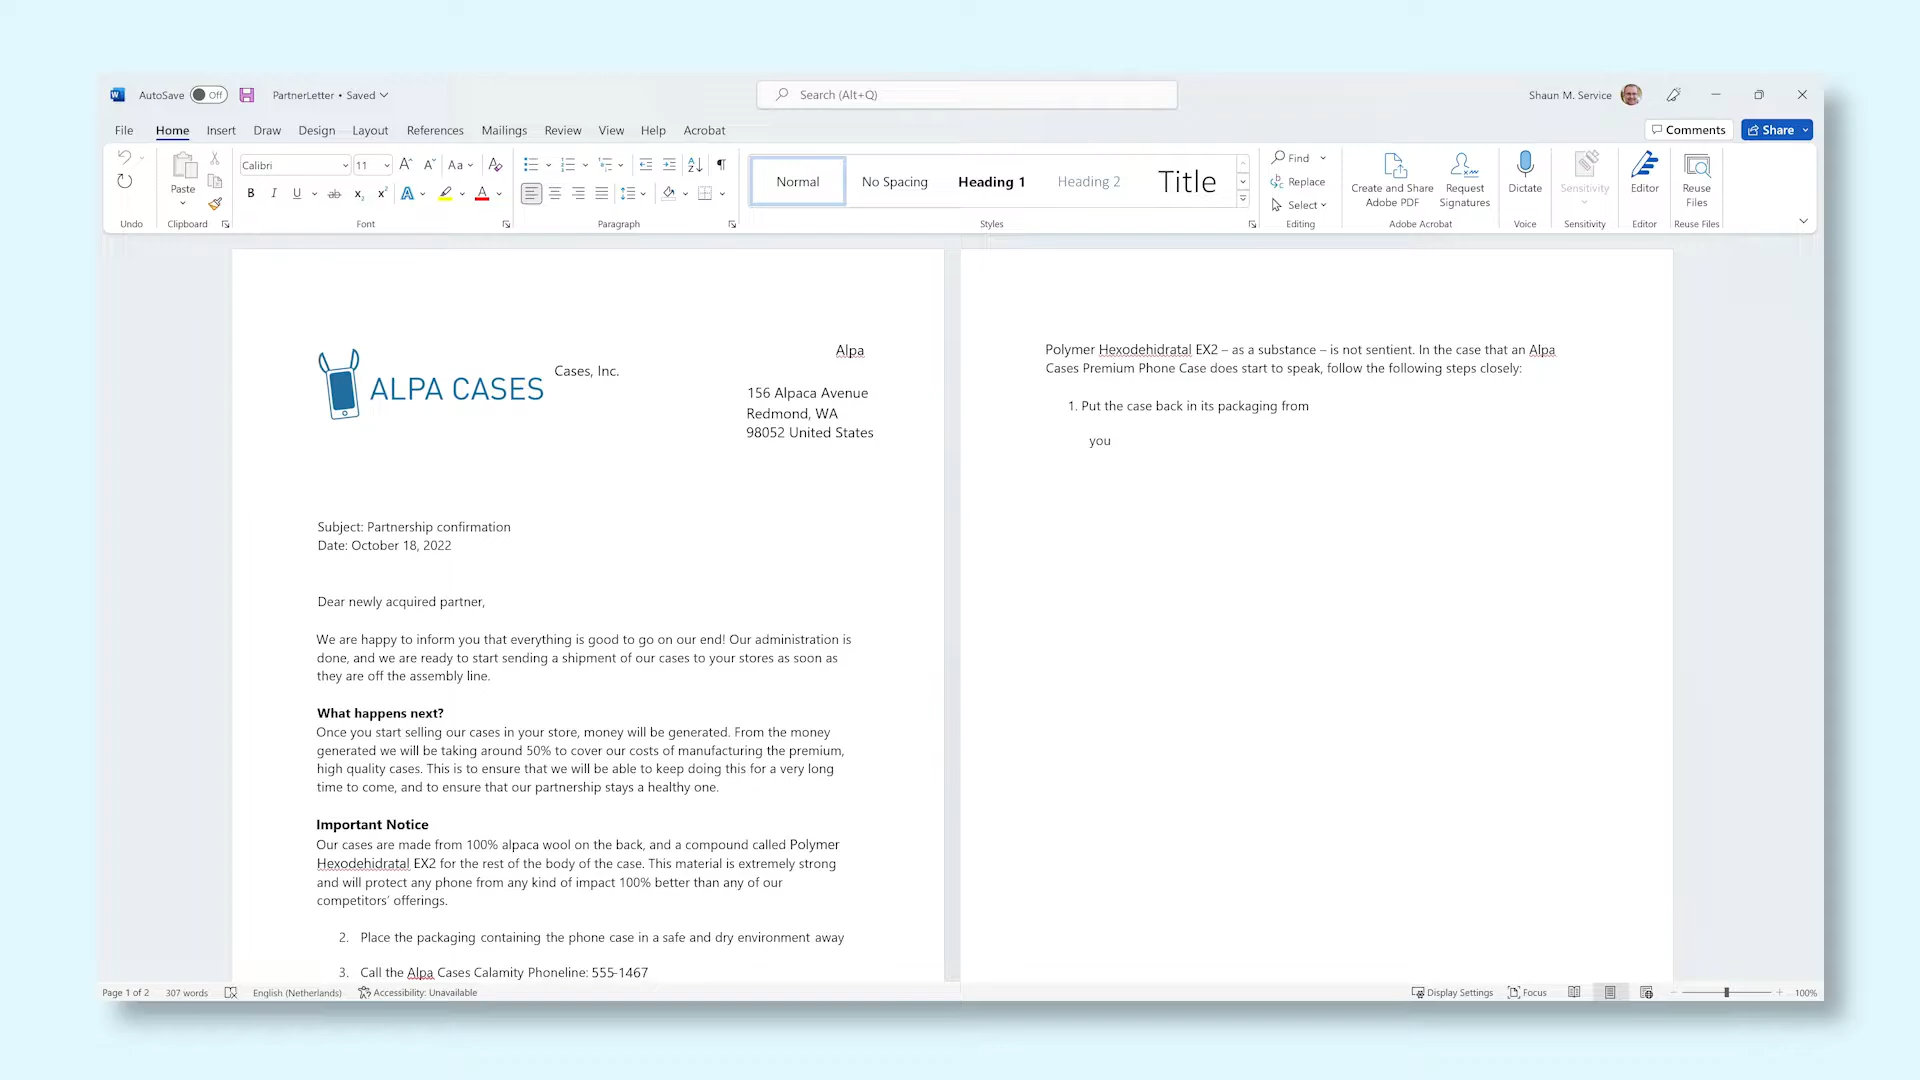 AutoSave Off PartnerLetter • Saved Search (Alt+Q) Shaun M. Service
File Home Insert Draw Design Layout References Mailings Review View Help Acrobat Comments Share
Calibri 11 Aa
Paste
Undo Clipboard Font Paragraph
Normal No Spacing Heading 1 Heading 2 Title
Styles
Find
Replace
Select
Editing
Create and Share
Adobe PDF
Request
Signatures
Adobe Acrobat
Dictate
Voice
Sensitivity
Sensitivity
Editor
Editor
Reuse
Files
Reuse Files
ALPA CASES
Alpa
Cases, Inc.
156 Alpaca Avenue
Redmond, WA
98052 United States
Subject: Partnership confirmation
Date: October 18, 2022
Dear newly acquired partner,
We are happy to inform you that everything is good to go on our end! Our administration is
done, and we are ready to start sending a shipment of our cases to your stores as soon as
they are off the assembly line.
What happens next?
Once you start selling our cases in your store, money will be generated. From the money
generated we will be taking around 50% to cover our costs of manufacturing the premium,
high quality cases. This is to ensure that we will be able to keep doing this for a very long
time to come, and to ensure that our partnership stays a healthy one.
Important Notice
Our cases are made from 100% alpaca wool on the back, and a compound called Polymer
Hexodehidratal EX2 for the rest of the body of the case. This material is extremely strong
and will protect any phone from any kind of impact 100% better than any of our
competitors’ offerings.
2. Place the packaging containing the phone case in a safe and dry environment away
3. Call the Alpa Cases Calamity Phoneline: 555-1467
Polymer Hexodehidratal EX2 – as a substance – is not sentient. In the case that an Alpa
Cases Premium Phone Case does start to speak, follow the following steps closely:
1. Put the case back in its packaging from
you
Page 1 of 2 307 words English (Netherlands) Accessibility: Unavailable Display Settings Focus 100%